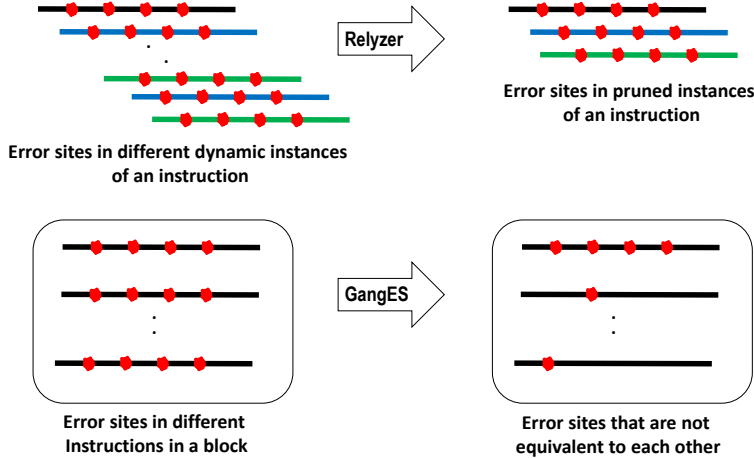 Relyzer
Error sites in different dynamic instances
of an instruction
Error sites in pruned instances
of an instruction
GangES
Error sites in different
Instructions in a block
Error sites that are not
equivalent to each other